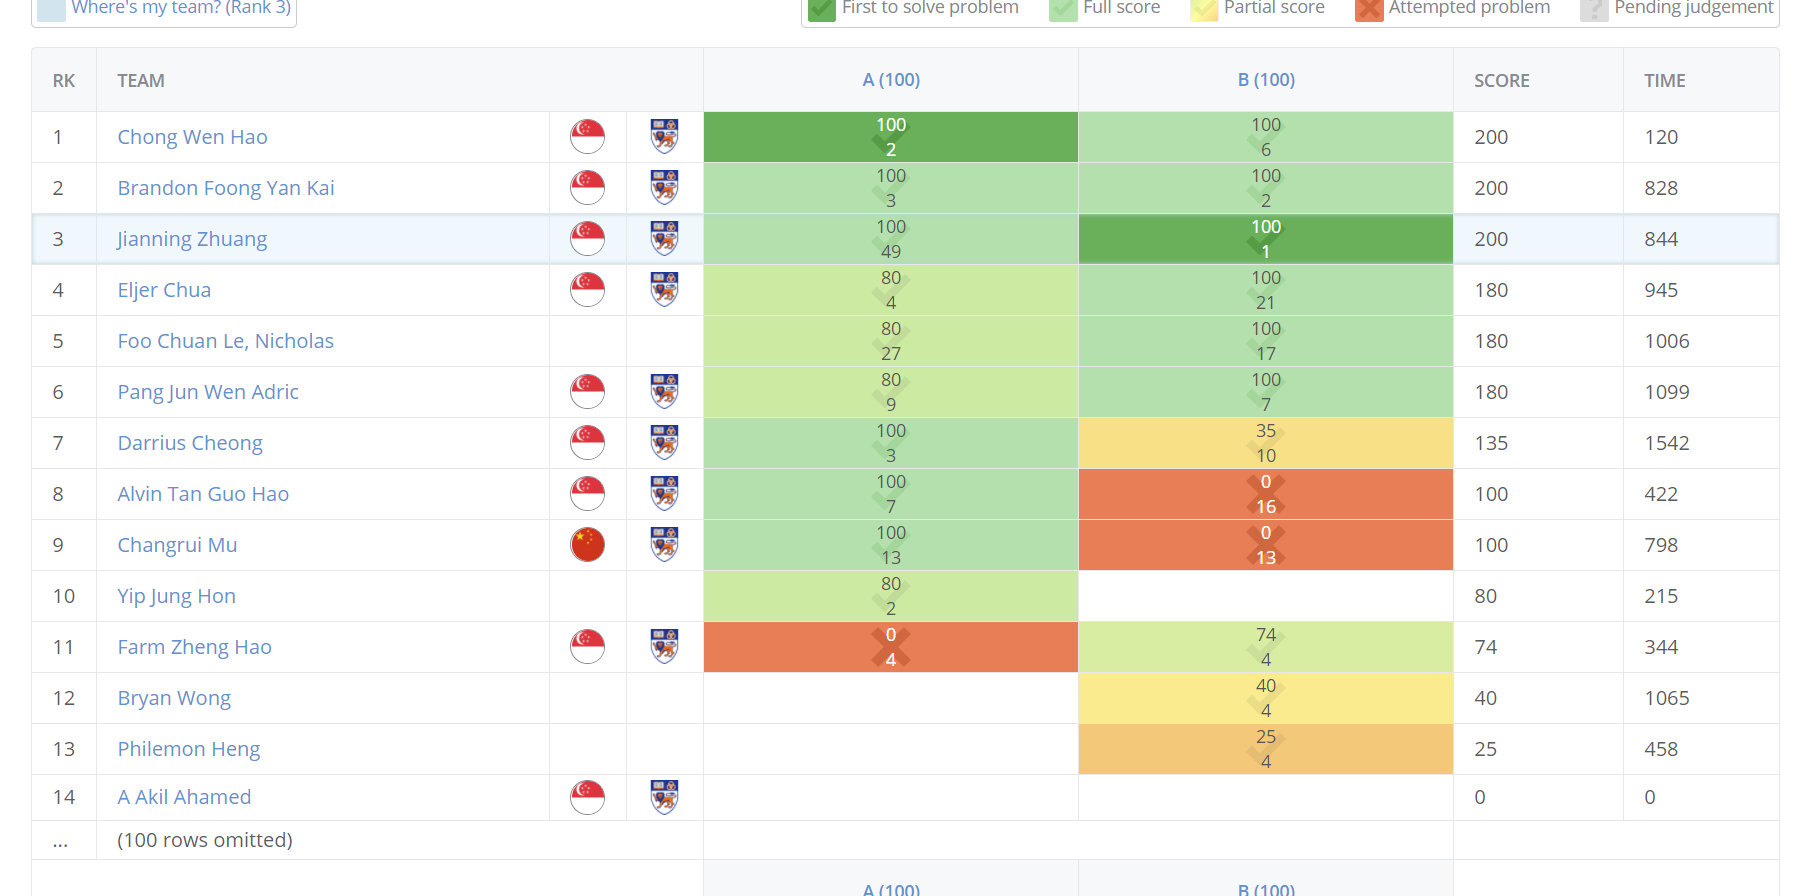 Where's my team? (Rank 3)
First to solve problem Full score Partial score Attempted problem ? Pending judgement
RK TEAM A (100) B (100) SCORE TIME
1 Chong Wen Hao 100 100 200 120
2 6
2 Brandon Foong Yan Kai 100 100 200 828
3 2
3 Jianning Zhuang 100 100 200 844
49 1
4 Eljer Chua 80 100 180 945
4 21
5 Foo Chuan Le, Nicholas 80 100 180 1006
27 17
6 Pang Jun Wen Adric 80 100 180 1099
9 7
7 Darrius Cheong 100 35 135 1542
3 10
8 Alvin Tan Guo Hao 100 0 100 422
7 16
9 Changrui Mu 100 0 100 798
13 13
10 Yip Jung Hon 80 80 215
2
11 Farm Zheng Hao 0 74 74 344
4 4
12 Bryan Wong 40 40 1065
4
13 Philemon Heng 25 25 458
4
14 A Akil Ahamed 0 0
... (100 rows omitted)
A (100) B (100)